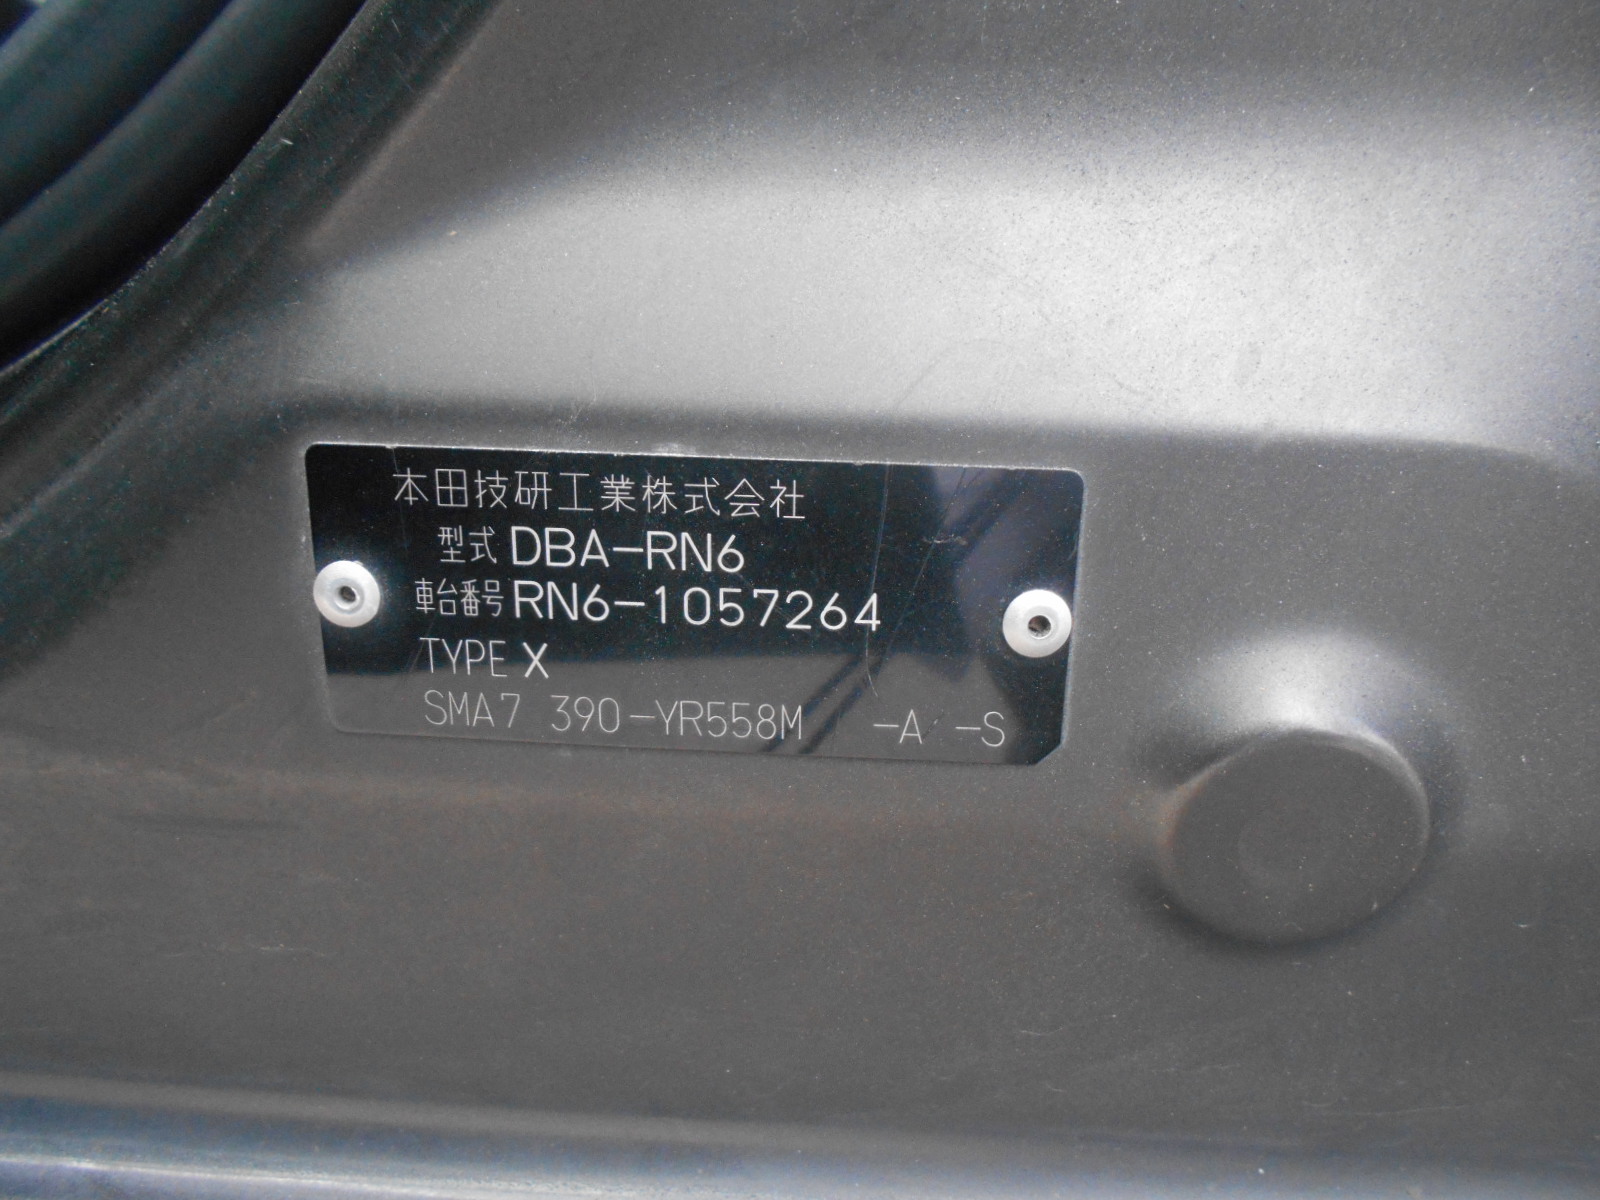 本田技研工業株式会社
型式 DBA-RN6
車台番号 RN6-1057264
TYPE X
SMA7 390-YR558M -A -S